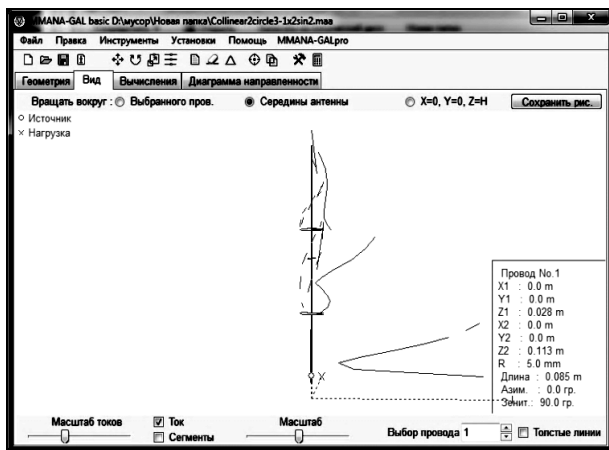 MMANA-GAL basic D:\мусор\Новая папка\Collinear2circle3-1x2sin2.maa
Файл Правка Инструменты Установки Помощь MMANA-GALpro
Геометрия Вид Вычисления Диаграмма направленности
Вращать вокруг : Выбранного пров. Середины антенны X=0, Y=0, Z=H Сохранить рис.
○ Источник
× Нагрузка
Провод No.1
X1 : 0.0 m
Y1 : 0.0 m
Z1 : 0.028 m
X2 : 0.0 m
Y2 : 0.0 m
Z2 : 0.113 m
R : 5.0 mm
Длина : 0.085 m
Азим. : 0.0 гр.
Зенит.: 90.0 гр.
X
Масштаб токов Ток Масштаб
Сегменты Выбор провода 1 Толстые линии